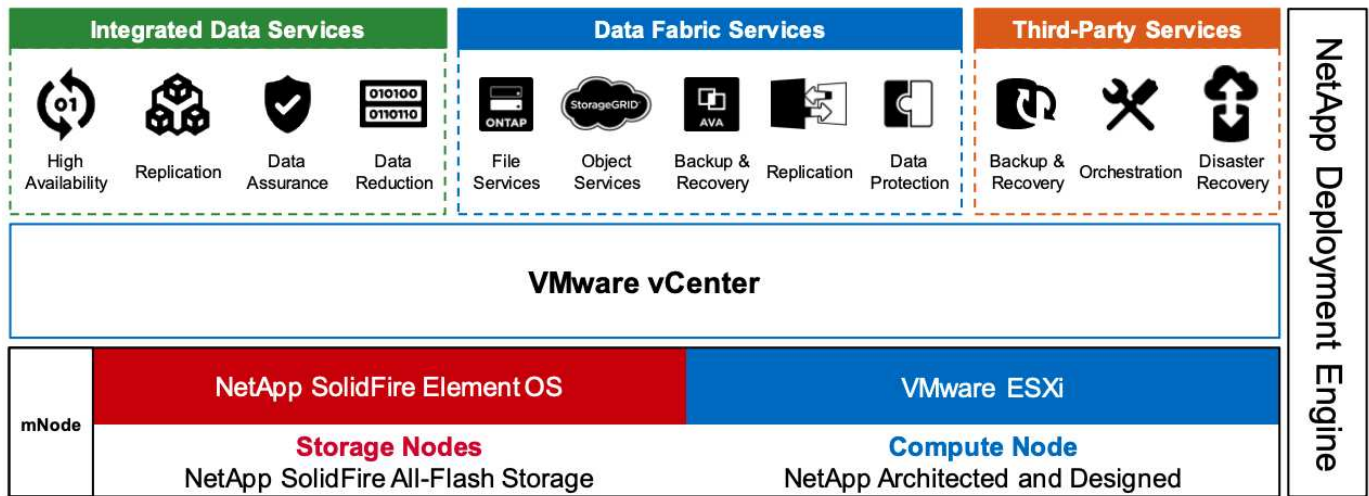 Integrated Data Services
01
High
Availability
Replication
Data
Assurance
010100
0110110
Data
Reduction
Data Fabric Services
ONTAP
File
Services
StorageGRID
Object
Services
AVA
Backup &
Recovery
Replication
Data
Protection
Third-Party Services
Backup &
Recovery
Orchestration
Disaster
Recovery
VMware vCenter
mNode
NetApp SolidFire Element OS
Storage Nodes
NetApp SolidFire All-Flash Storage
VMware ESXi
Compute Node
NetApp Architected and Designed
NetApp Deployment Engine